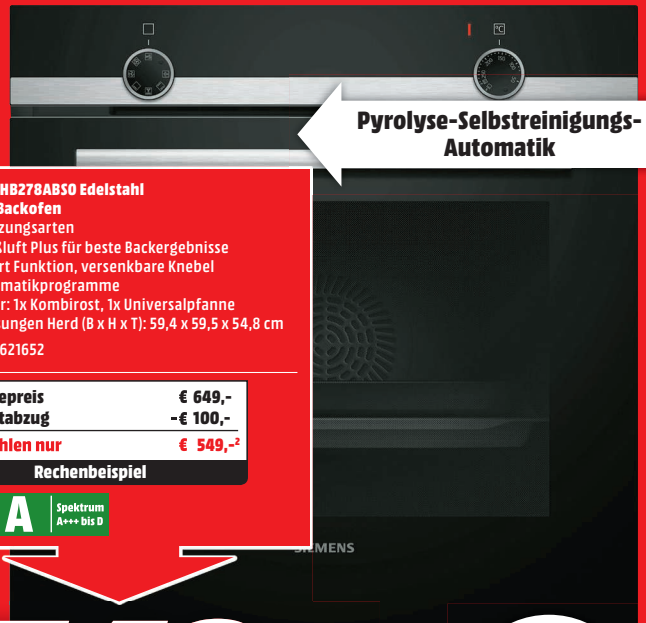 Pyrolyse-Selbstreinigungs-
Automatik
HB278ABS0 Edelstahl
Backofen
zungsarten
luft Plus für beste Backergebnisse
rt Funktion, versenkbare Knebel
matikprogramme
r: 1x Kombirost, 1x Universalpfanne
ungen Herd (B x H x T): 59,4 x 59,5 x 54,8 cm
621652
epreis € 649,-
tabzug -€ 100,-
hlen nur € 549,-²
Rechenbeispiel
A Spektrum
A+++ bis D
SIEMENS